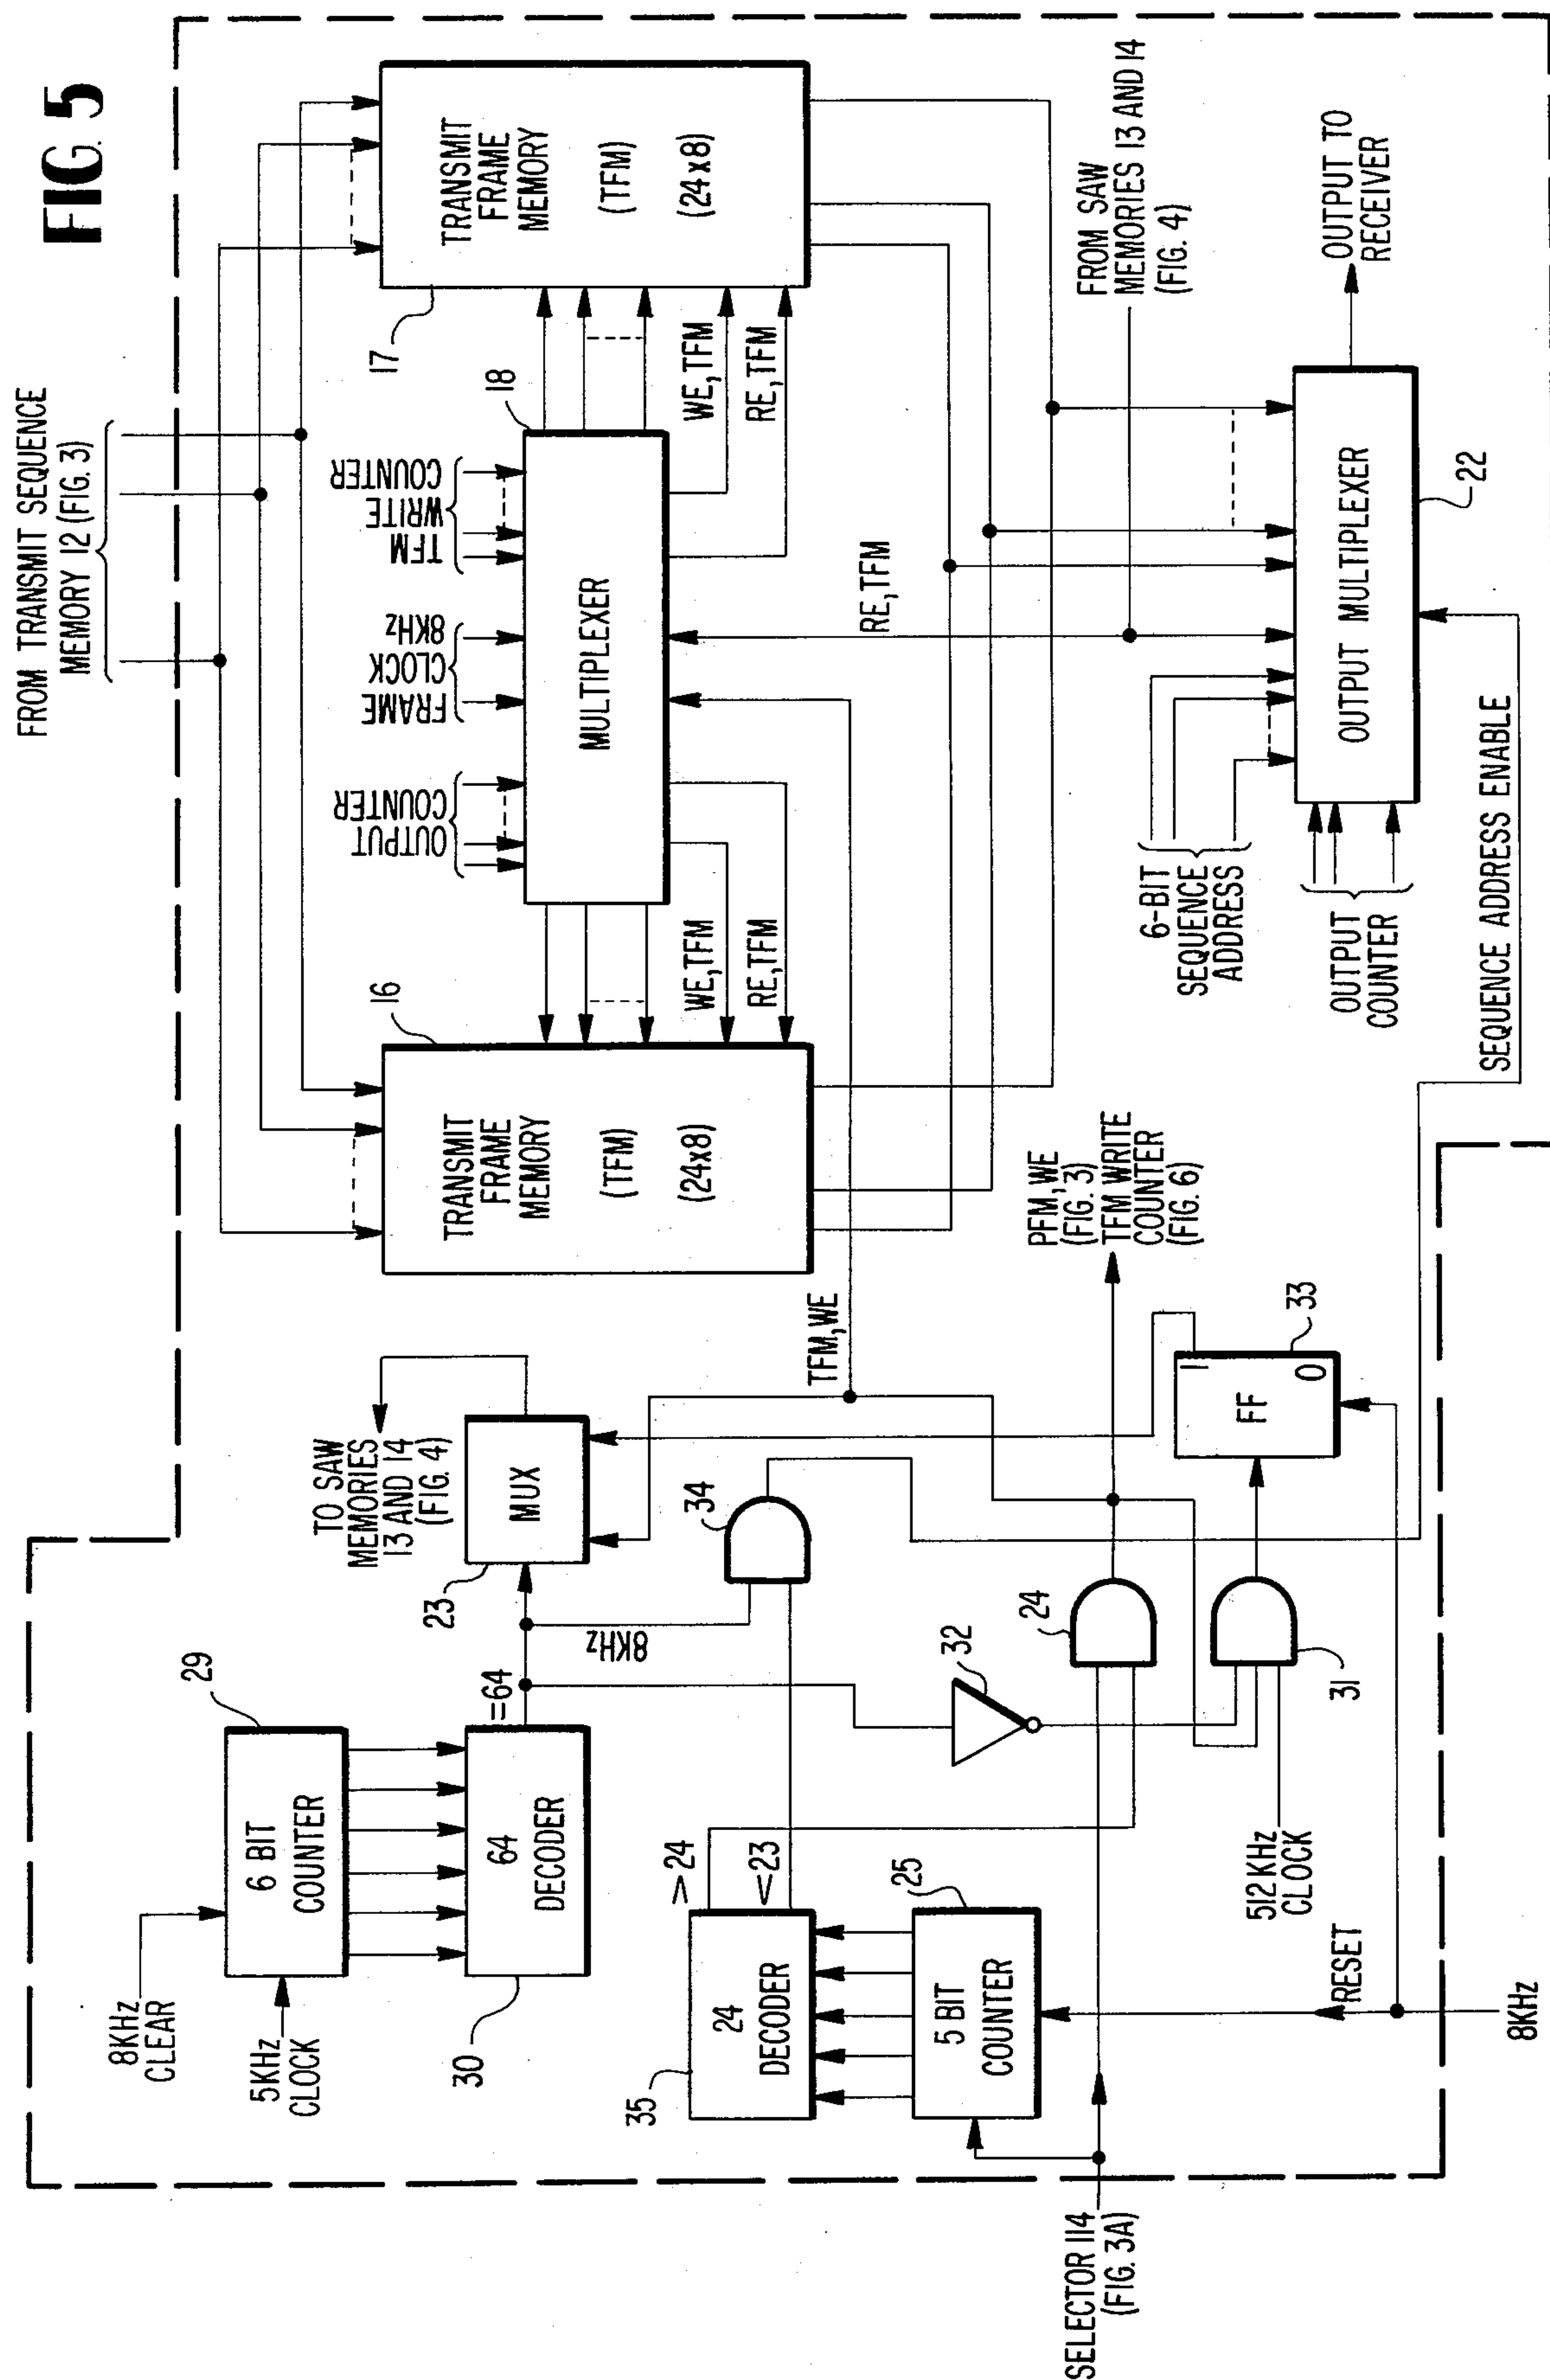 FIG. 5
FROM TRANSMIT SEQUENCE
MEMORY 12 (FIG. 3)
TRANSMIT
FRAME
MEMORY
(TFM)
(24x8)
16
TRANSMIT
FRAME
MEMORY
(TFM)
(24x8)
17
OUTPUT
COUNTER
FRAME
CLOCK
8KHz
TFM
WRITE
COUNTER
18
MULTIPLEXER
WE,TFM
RE,TFM
WE,TFM
RE,TFM
8KHz
CLEAR
5KHz
CLOCK
29
6 BIT
COUNTER
30
64
DECODER
=64
8KHz
23
MUX
TO SAW
MEMORIES
13 AND 14
(FIG. 4)
34
35
24
DECODER
>24
<23
25
5 BIT
COUNTER
32
24
31
512KHz
CLOCK
RESET
8KHz
SELECTOR 114
(FIG. 3A)
TFM,WE
PFM,WE
(FIG. 3)
TFM WRITE
COUNTER
(FIG. 6)
FF
1
0
33
RE,TFM
FROM SAW
MEMORIES 13 AND 14
(FIG. 4)
6-BIT
SEQUENCE
ADDRESS
OUTPUT
COUNTER
OUTPUT MULTIPLEXER
22
OUTPUT TO
RECEIVER
SEQUENCE ADDRESS ENABLE